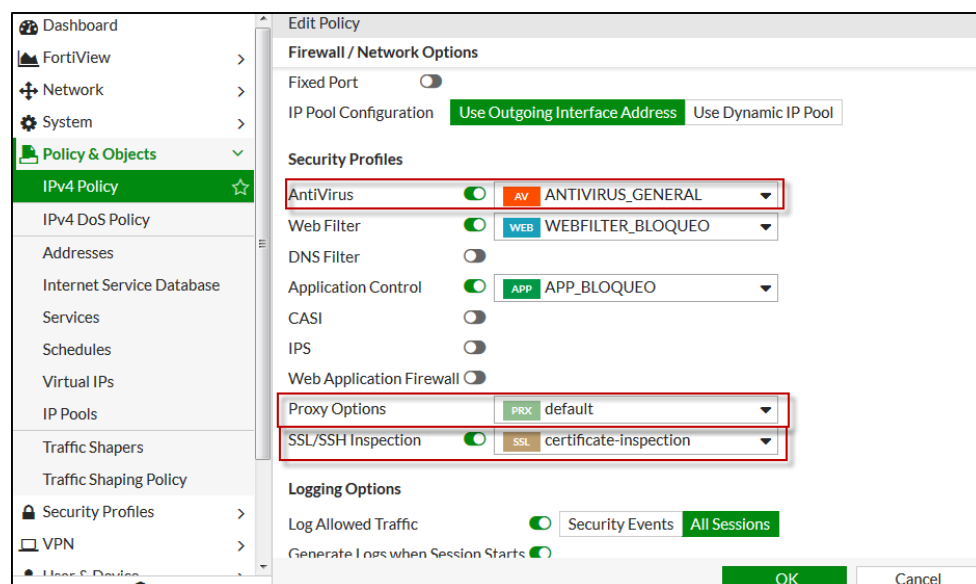 Dashboard
FortiView
Network
System
Policy & Objects
IPv4 Policy
IPv4 DoS Policy
Addresses
Internet Service Database
Services
Schedules
Virtual IPs
IP Pools
Traffic Shapers
Traffic Shaping Policy
Security Profiles
VPN
User & Device
Edit Policy
Firewall / Network Options
Fixed Port
IP Pool Configuration Use Outgoing Interface Address Use Dynamic IP Pool
Security Profiles
AntiVirus AV ANTIVIRUS_GENERAL
Web Filter WEB WEBFILTER_BLOQUEO
DNS Filter
Application Control APP APP_BLOQUEO
CASI
IPS
Web Application Firewall
Proxy Options PRX default
SSL/SSH Inspection SSL certificate-inspection
Logging Options
Log Allowed Traffic Security Events All Sessions
Generate Logs when Session Starts
OK Cancel